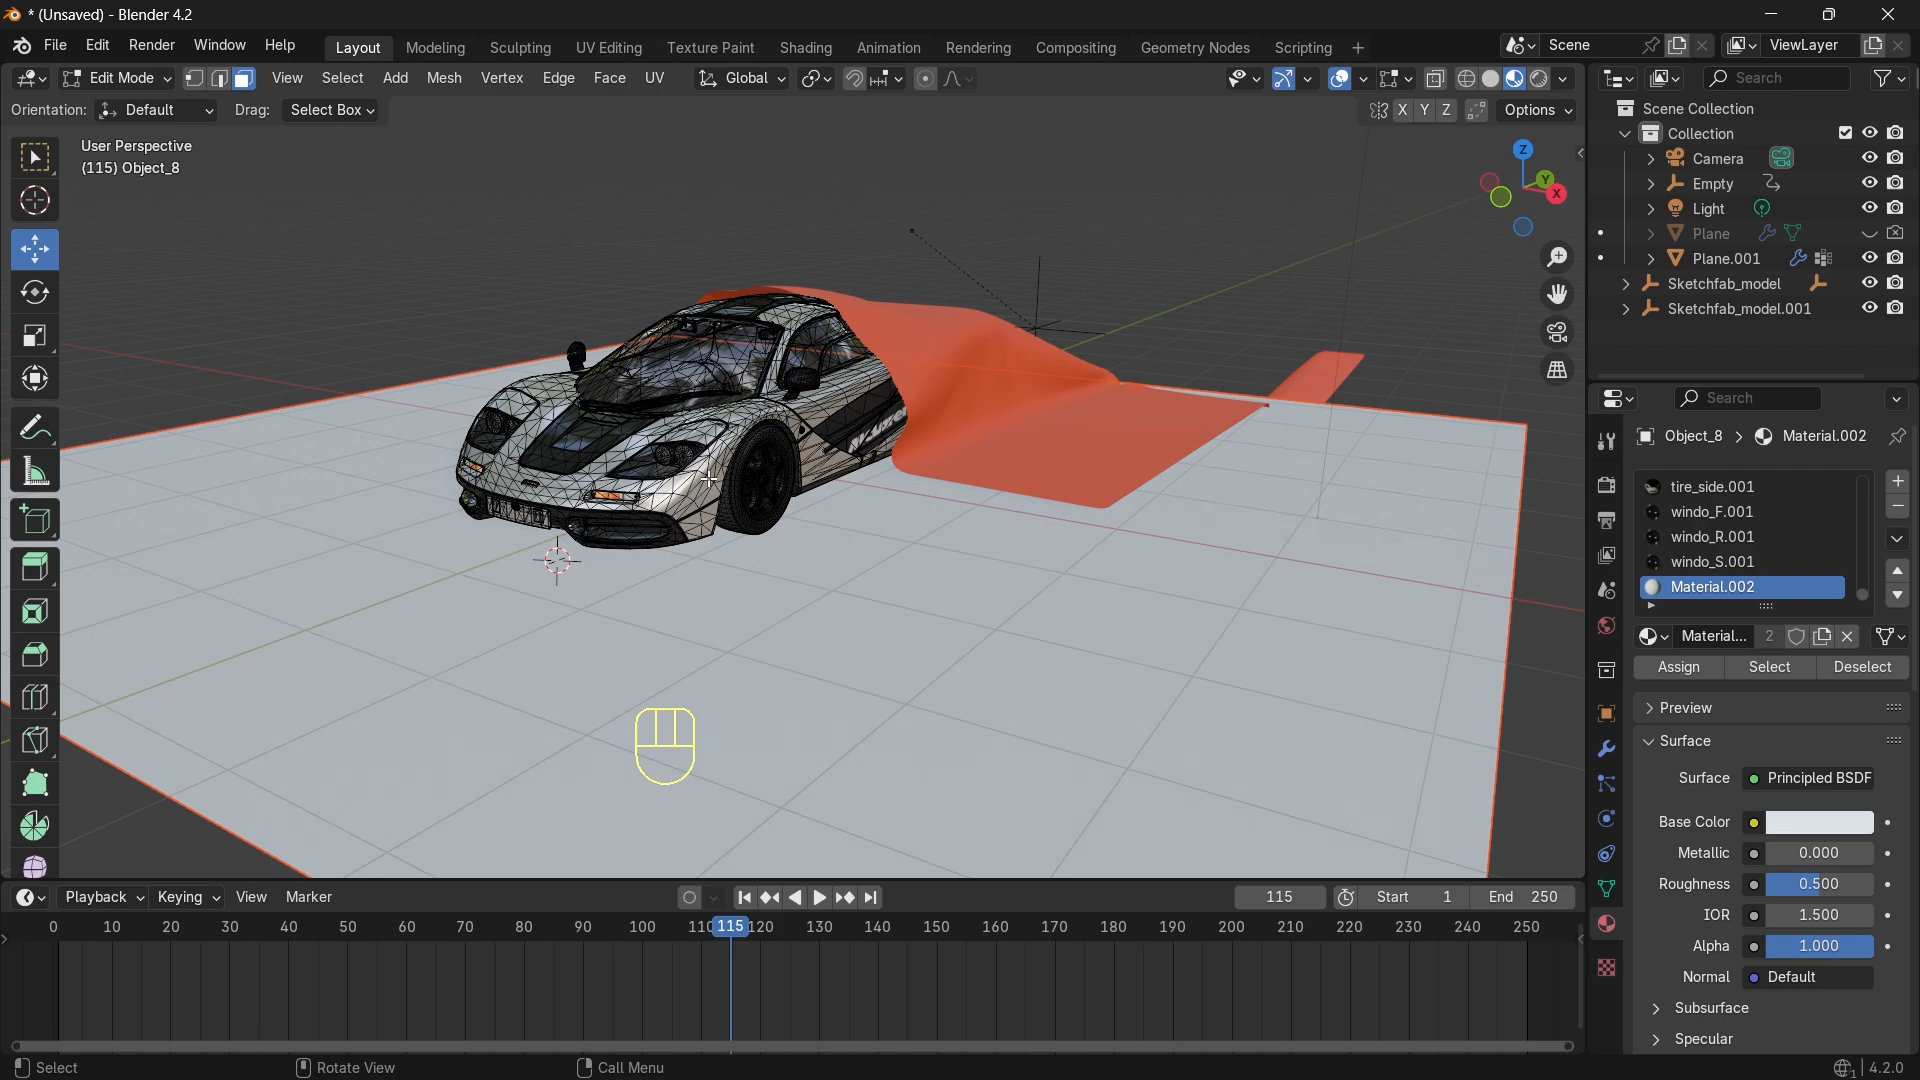 * (Unsaved) - Blender 4.2
File Edit Render Window Help Layout Modeling Sculpting UV Editing Texture Paint Shading Animation Rendering Compositing Geometry Nodes Scripting + Scene ViewLayer
Edit Mode View Select Add Mesh Vertex Edge Face UV Global Search
Orientation: Default Drag: Select Box X Y Z Options
User Perspective
(115) Object_8
Z
Y
X
Scene Collection
Collection
Camera
Empty
Light
Plane
Plane.001
Sketchfab_model
Sketchfab_model.001
Search
Object_8 > Material.002
tire_side.001
windo_F.001
windo_R.001
windo_S.001
Material.002
Material... 2
Assign Select Deselect
Preview
Surface
Surface Principled BSDF
Base Color
Metallic 0.000
Roughness 0.500
IOR 1.500
Alpha 1.000
Normal Default
Subsurface
Specular
Playback Keying View Marker 115 Start 1 End 250
0 10 20 30 40 50 60 70 80 90 100 110 115 120 130 140 150 160 170 180 190 200 210 220 230 240 250
Select Rotate View Call Menu 4.2.0